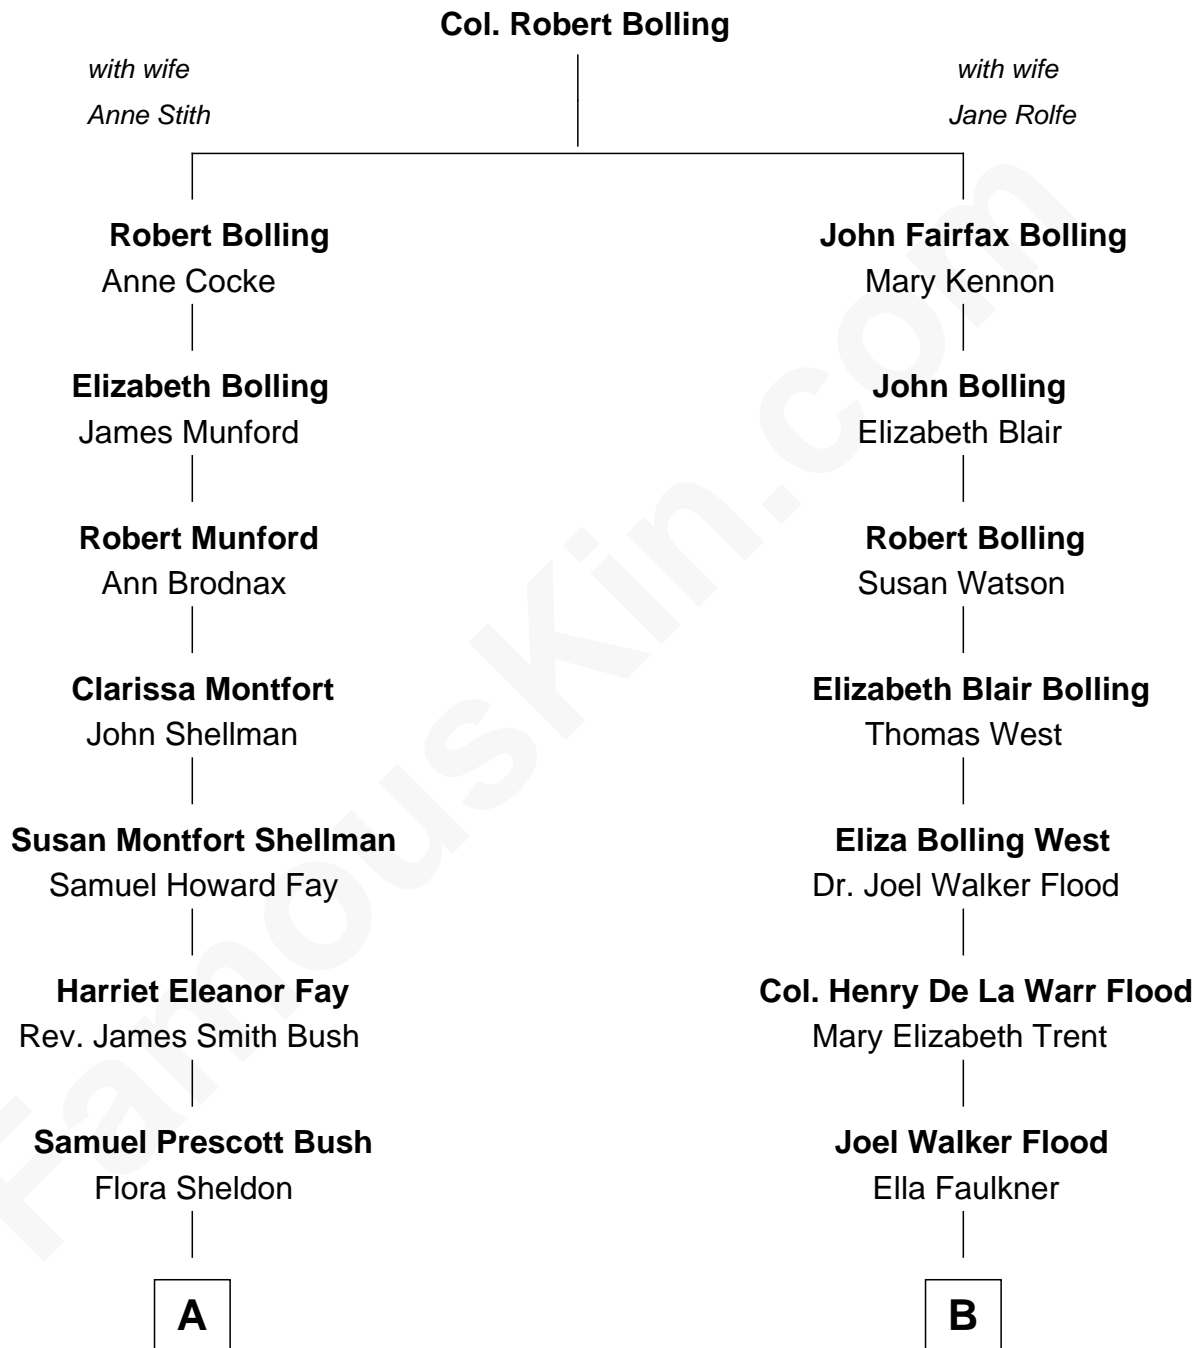 Col. Robert Bolling
with wife
Anne Stith
with wife
Jane Rolfe
Robert Bolling
Anne Cocke
John Fairfax Bolling
Mary Kennon
Elizabeth Bolling
James Munford
John Bolling
Elizabeth Blair
Robert Munford
Ann Brodnax
Robert Bolling
Susan Watson
Clarissa Montfort
John Shellman
Elizabeth Blair Bolling
Thomas West
Susan Montfort Shellman
Samuel Howard Fay
Eliza Bolling West
Dr. Joel Walker Flood
Harriet Eleanor Fay
Rev. James Smith Bush
Col. Henry De La Warr Flood
Mary Elizabeth Trent
Samuel Prescott Bush
Flora Sheldon
Joel Walker Flood
Ella Faulkner
A
B
FamousKin.com